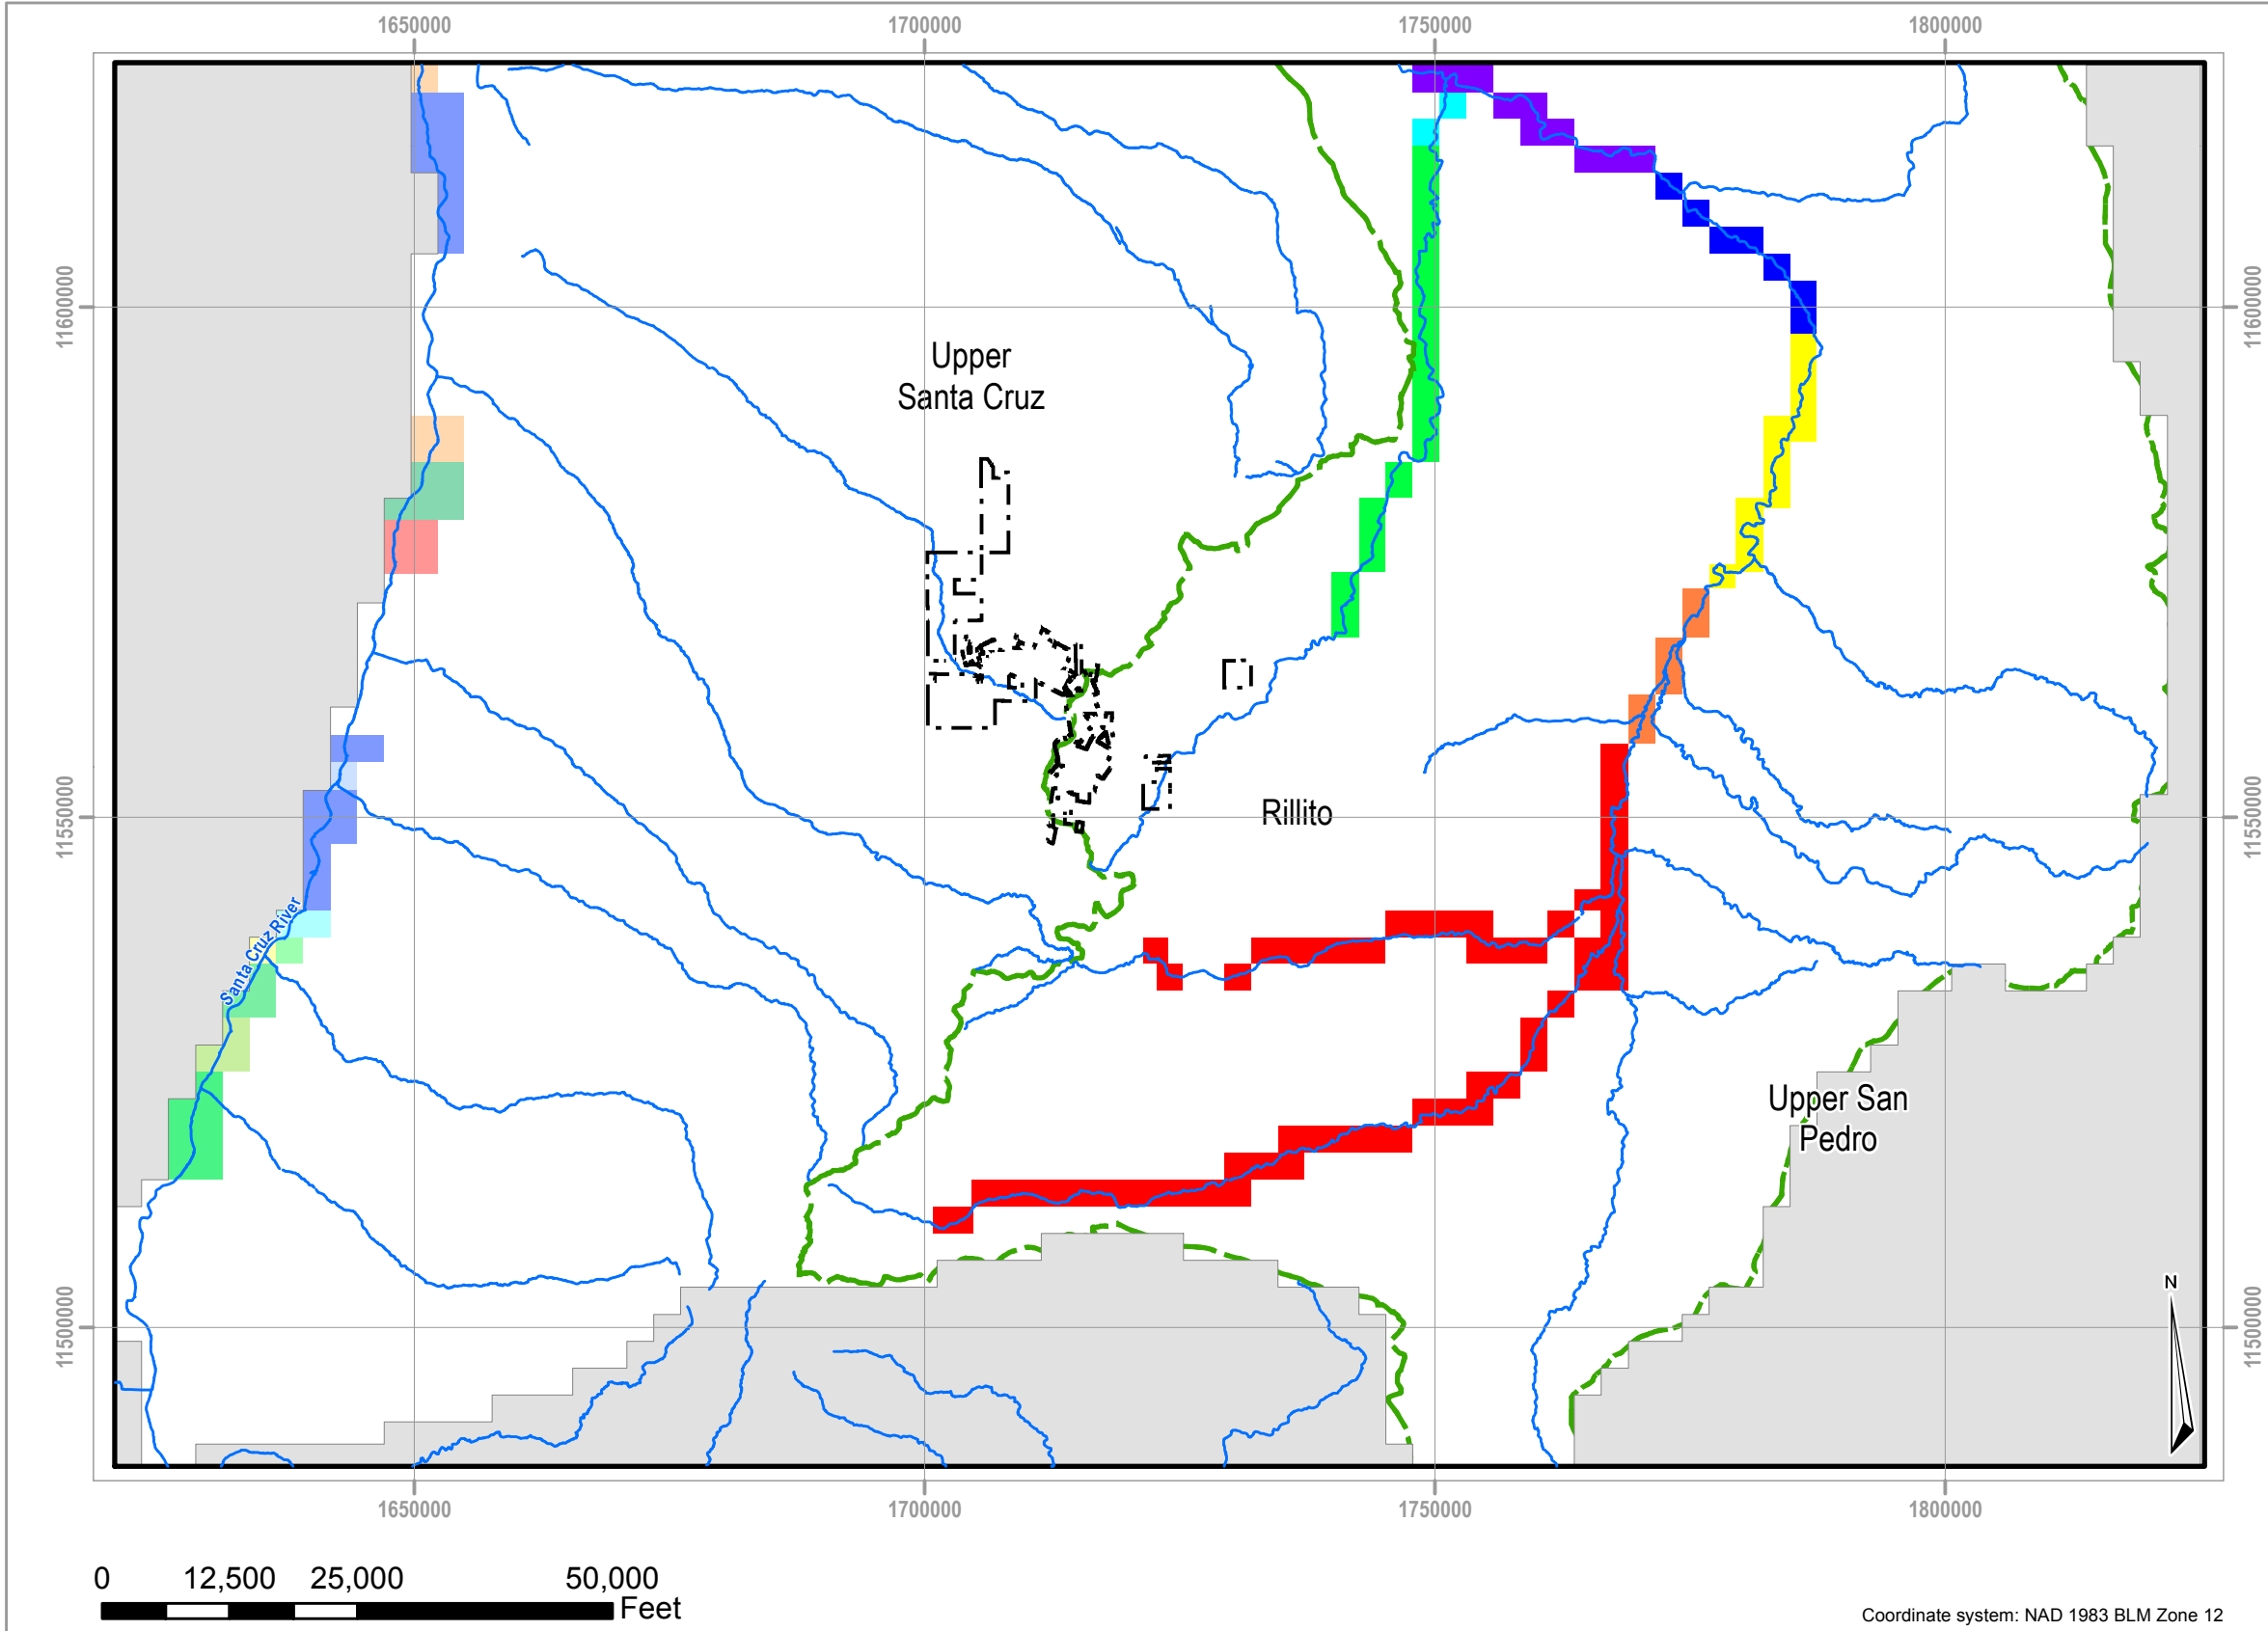 1650000
1700000
1750000
1800000
11600000
11600000
Upper
Santa Cruz
11550000
11550000
Rillito
Santa Cruz River
Upper San
Pedro
N
11500000
11500000
1650000
1700000
1750000
1800000
0 12,500 25,000 50,000
Feet
Coordinate system: NAD 1983 BLM Zone 12